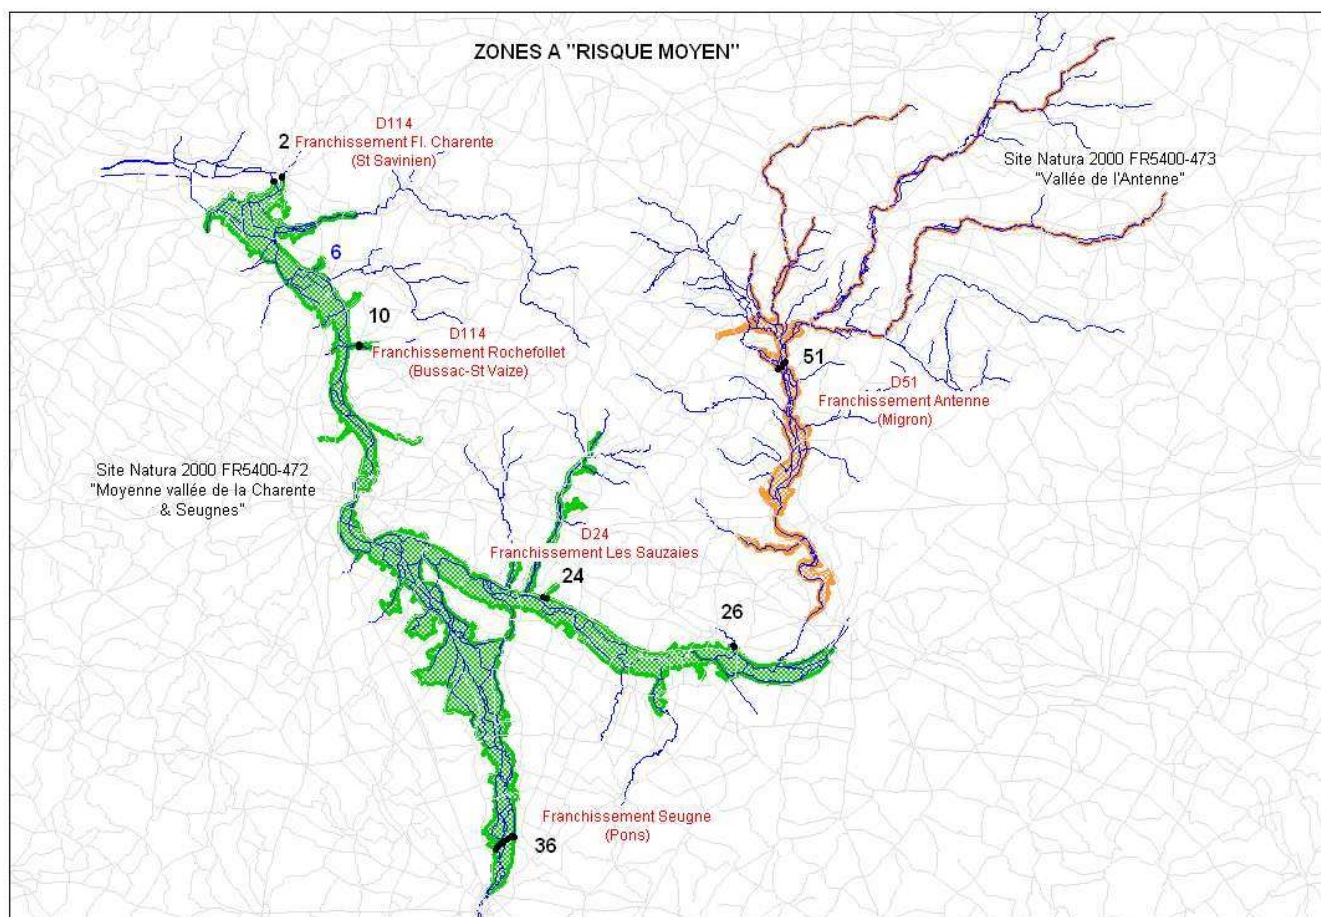 ZONES A "RISQUE MOYEN"
2
D114
Franchissement Fl. Charente
(St Savinien)
Site Natura 2000 FR5400-473
"Vallée de l'Antenne"
6
10
D114
Franchissement Rochefollet
(Bussac-St Vaize)
51
D51
Franchissement Antenne
(Migron)
Site Natura 2000 FR5400-472
"Moyenne vallée de la Charente
& Seugnes"
D24
Franchissement Les Sauzaies
24
26
Franchissement Seugne
(Pons)
36